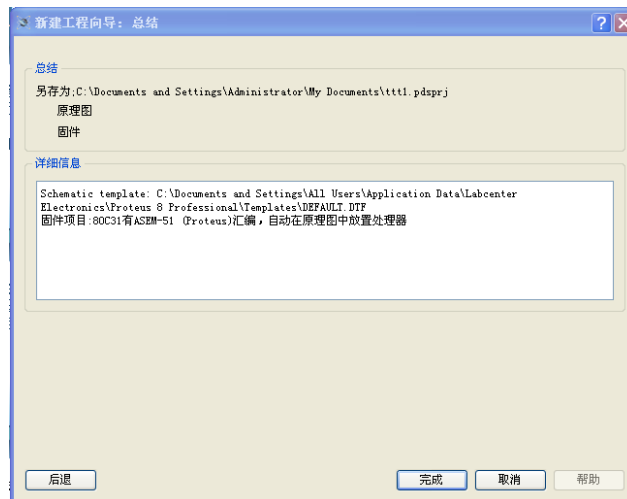 新建工程向导: 总结
总结
另存为;C:\Documents and Settings\Administrator\My Documents\ttt1.pdsprj
原理图
固件
详细信息
Schematic template: C:\Documents and Settings\All Users\Application Data\Labcenter
Electronics\Proteus 8 Professional\Templates\DEFAULT.DTF
固件项目:80C31有ASEM-51 (Proteus)汇编，自动在原理图中放置处理器
后退
完成
取消
帮助